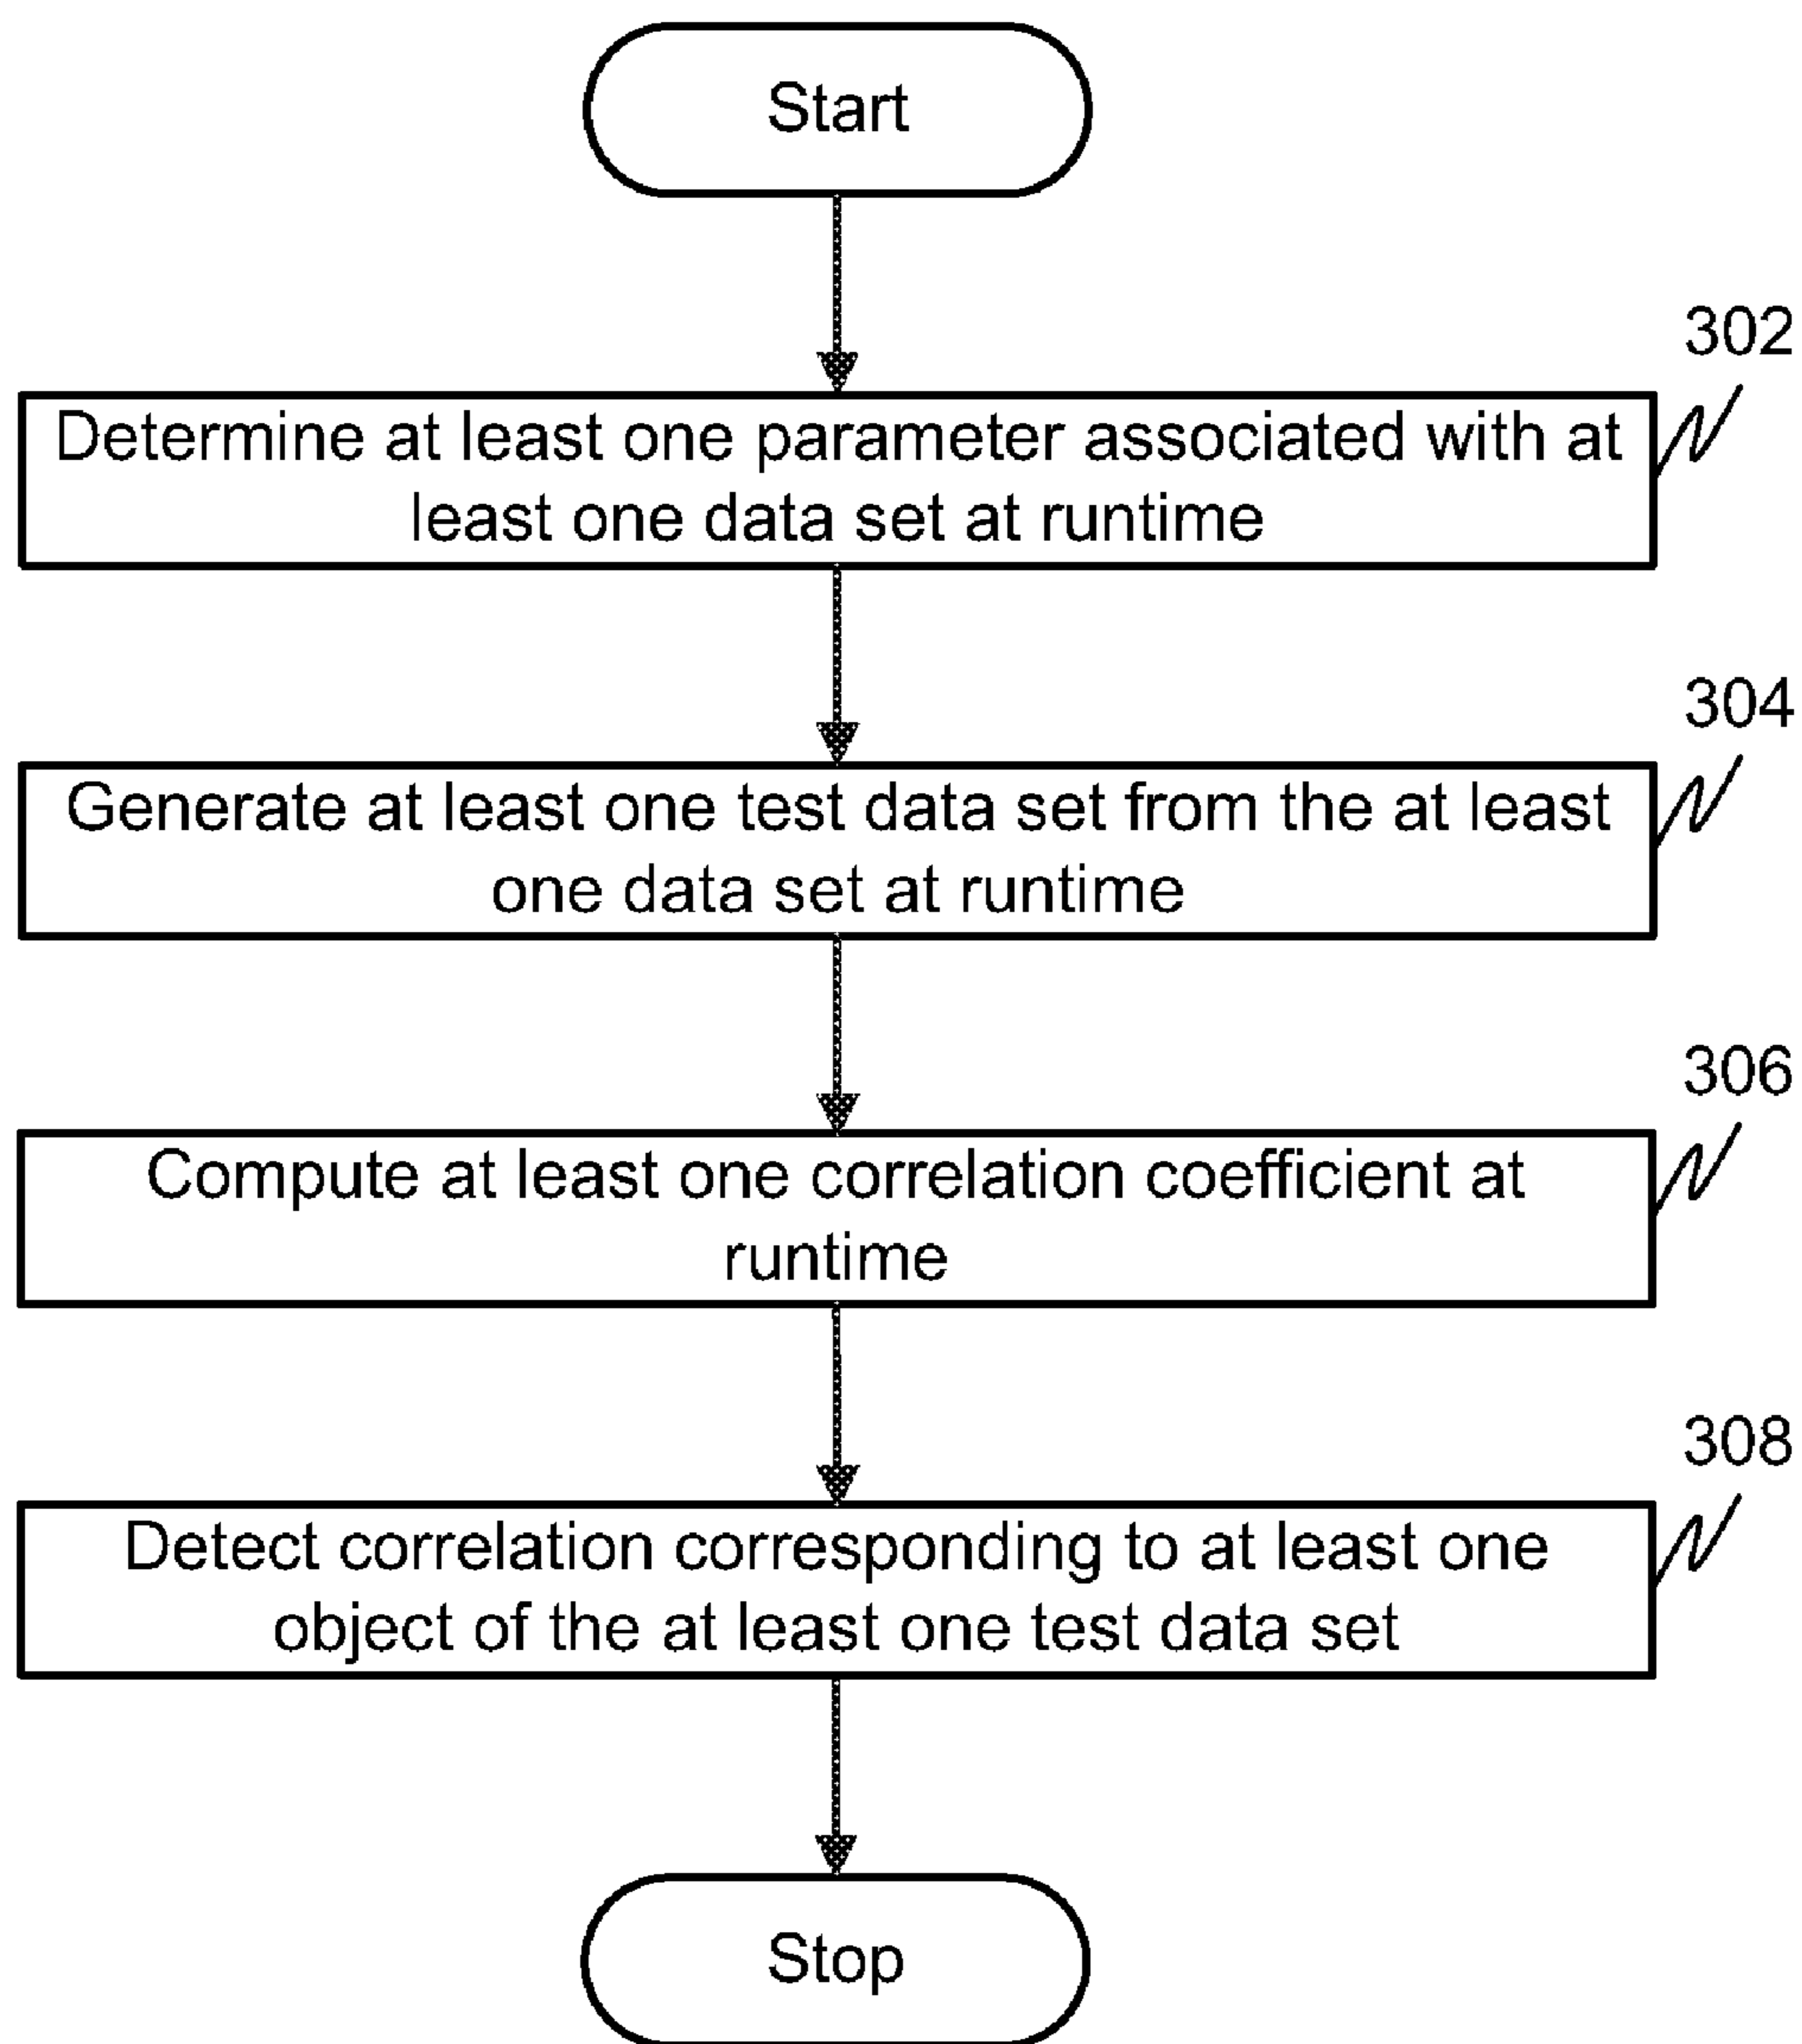 Start
302
Determine at least one parameter associated with at
least one data set at runtime
304
Generate at least one test data set from the at least
one data set at runtime
306
Compute at least one correlation coefficient at
runtime
308
Detect correlation corresponding to at least one
object of the at least one test data set
Stop